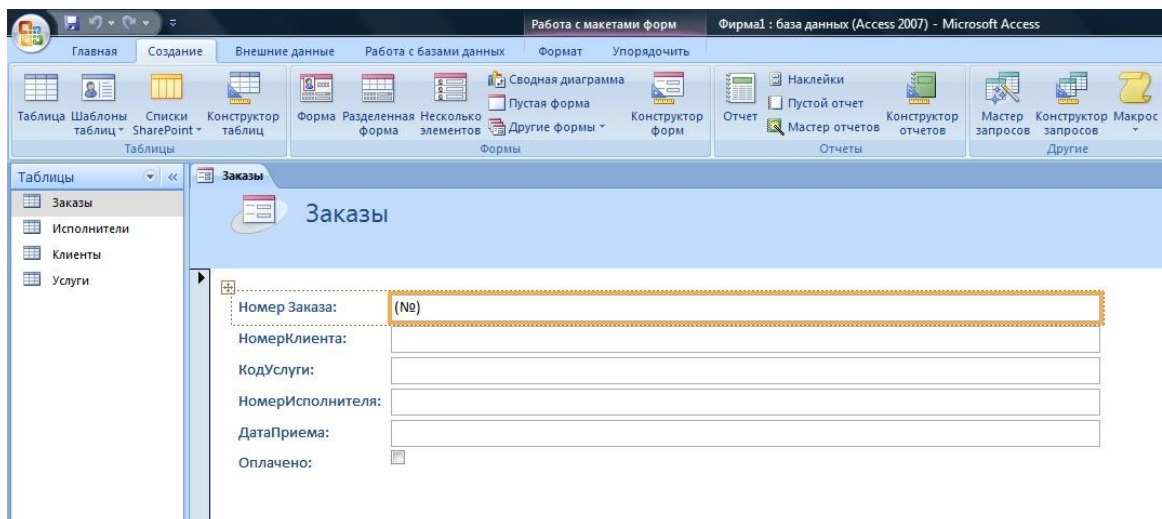 Работа с макетами форм Фирма1 : база данных (Access 2007) - Microsoft Access
Главная Создание Внешние данные Работа с базами данных Формат Упорядочить
Таблица
Шаблоны таблиц
Списки SharePoint
Конструктор таблиц
Таблицы
Форма
Разделенная форма
Несколько элементов
Сводная диаграмма
Пустая форма
Другие формы
Конструктор форм
Формы
Отчет
Наклейки
Пустой отчет
Мастер отчетов
Конструктор отчетов
Отчеты
Мастер запросов
Конструктор запросов
Макрос
Другие
Таблицы
Заказы
Исполнители
Клиенты
Услуги
Заказы
Заказы
Номер Заказа: (№)
НомерКлиента:
КодУслуги:
НомерИсполнителя:
ДатаПриема:
Оплачено: